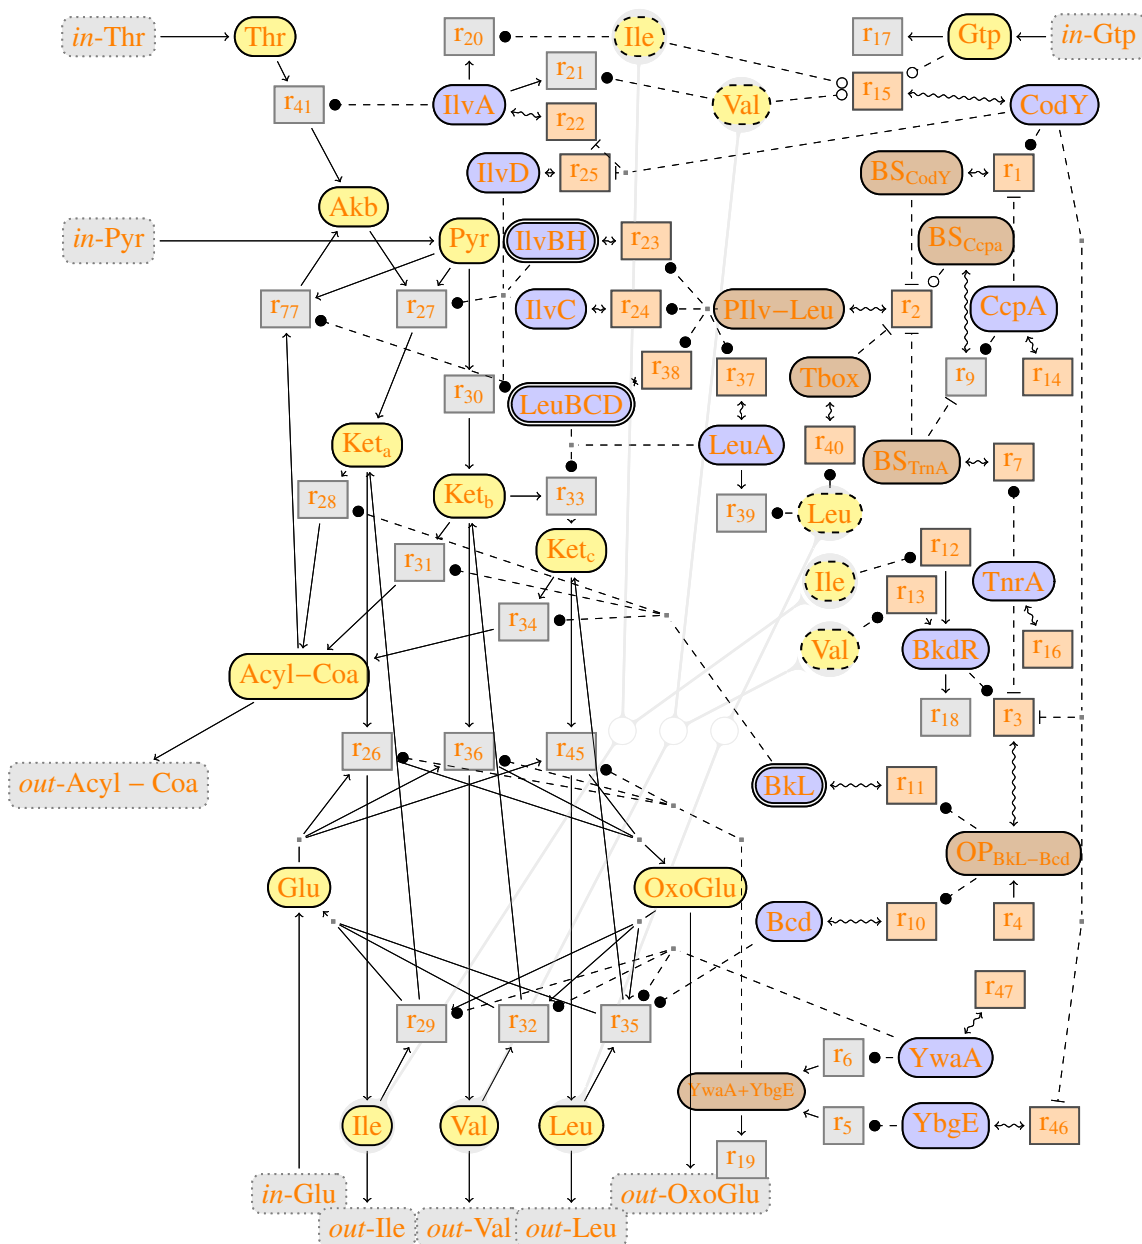 in-Thr
Thr
r20
Ile
r17
Gtp
in-Gtp
r41
IlvA
r21
Val
r15
CodY
r22
IlvD
r25
BSCodY
r1
Akb
in-Pyr
Pyr
IlvBH
r23
BSCcpa
r77
r27
IlvC
r24
PIlv−Leu
r2
CcpA
r30
LeuBCD
r38
r37
Tbox
r9
r14
Keta
LeuA
r40
BSTrnA
r7
r28
Ketb
r33
r39
Leu
r31
Ketc
r12
Ile
r13
TnrA
r34
Val
BkdR
r16
Acyl−Coa
r18
r3
out-Acyl − Coa
r26
r36
r45
BkL
r11
OPBkL−Bcd
Glu
OxoGlu
Bcd
r10
r4
r29
r32
r35
r47
r6
YwaA
YwaA+YbgE
Ile
Val
Leu
r5
YbgE
r46
r19
in-Glu
out-OxoGlu
out-Ile
out-Val
out-Leu